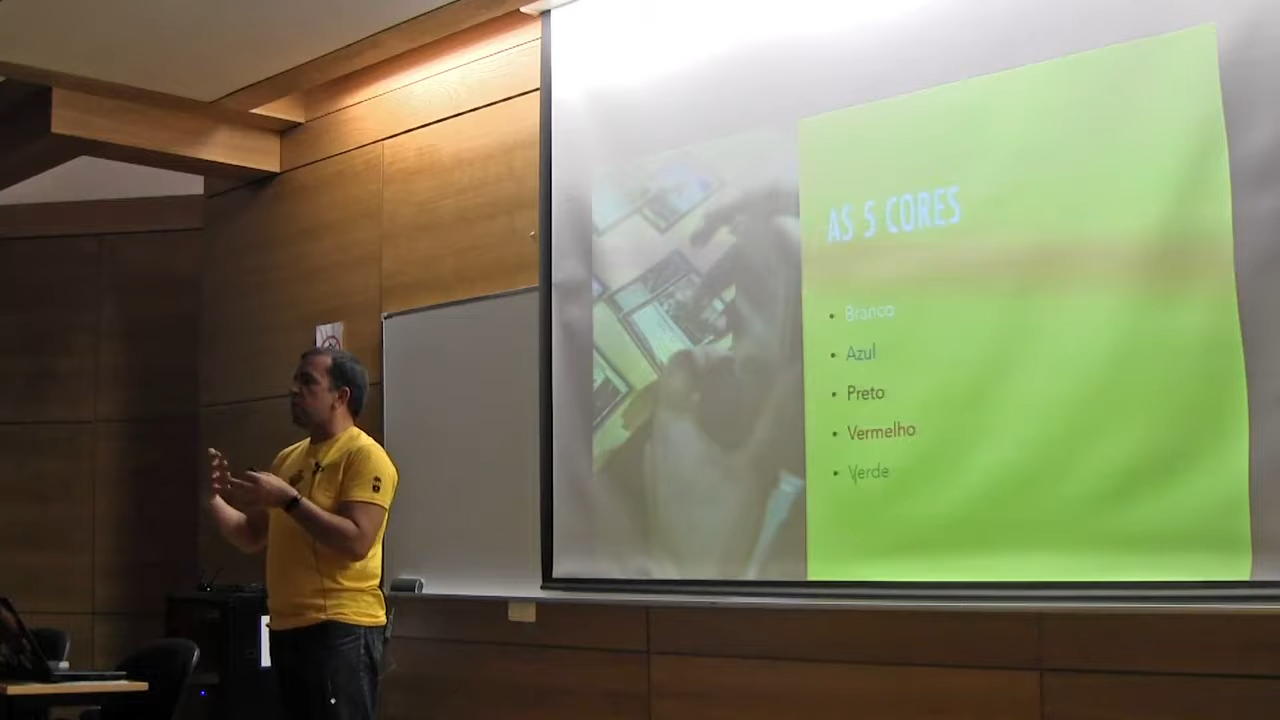 AS 5 CORES
• Branco
• Azul
• Preto
• Vermelho
• Verde